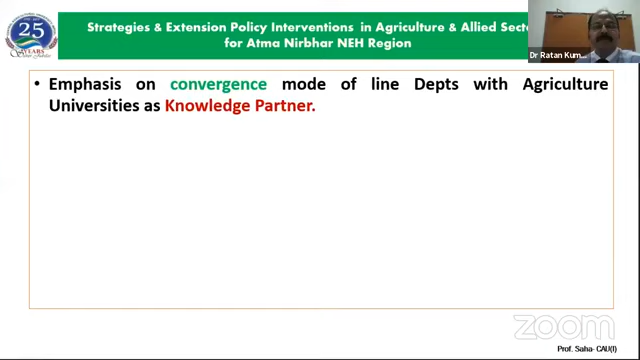 25
YEARS
Strategies & Extension Policy Interventions in Agriculture & Allied Sect
for Atma Nirbhar NEH Region
Dr Ratan Kum...
• Emphasis on convergence mode of line Depts with Agriculture
Universities as Knowledge Partner.
zoom
Prof. Saha- CAU(I)